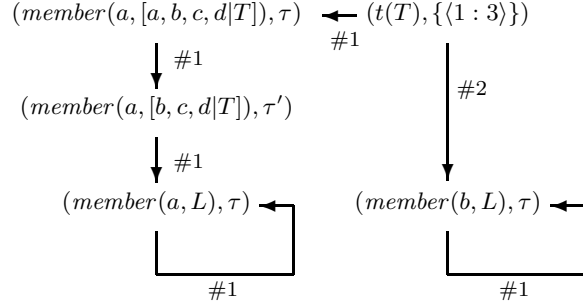 (member(a, [a, b, c, d|T]), τ) #1 (t(T), {⟨1 : 3⟩})
#1 #2
(member(a, [b, c, d|T]), τ′)
#1
(member(a, L), τ) (member(b, L), τ)
#1 #1